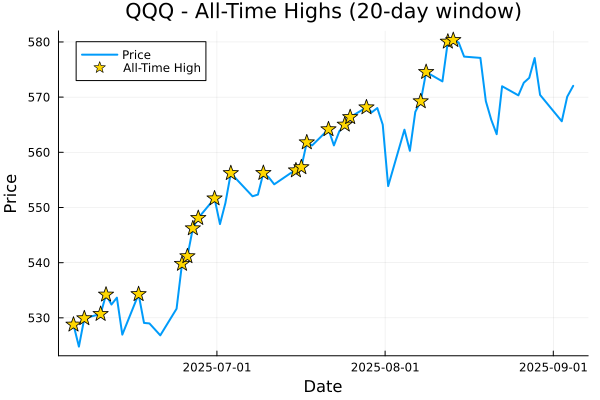 QQQ - All-Time Highs (20-day window)
Price
All-Time High
Price
580
570
560
550
540
530
2025-07-01
2025-08-01
2025-09-01
Date